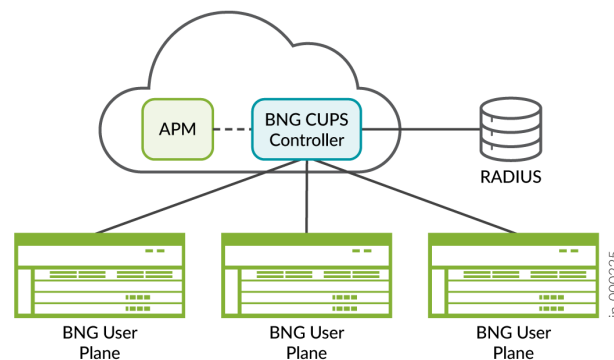 APM
BNG CUPS
Controller
RADIUS
BNG User
Plane
BNG User
Plane
BNG User
Plane